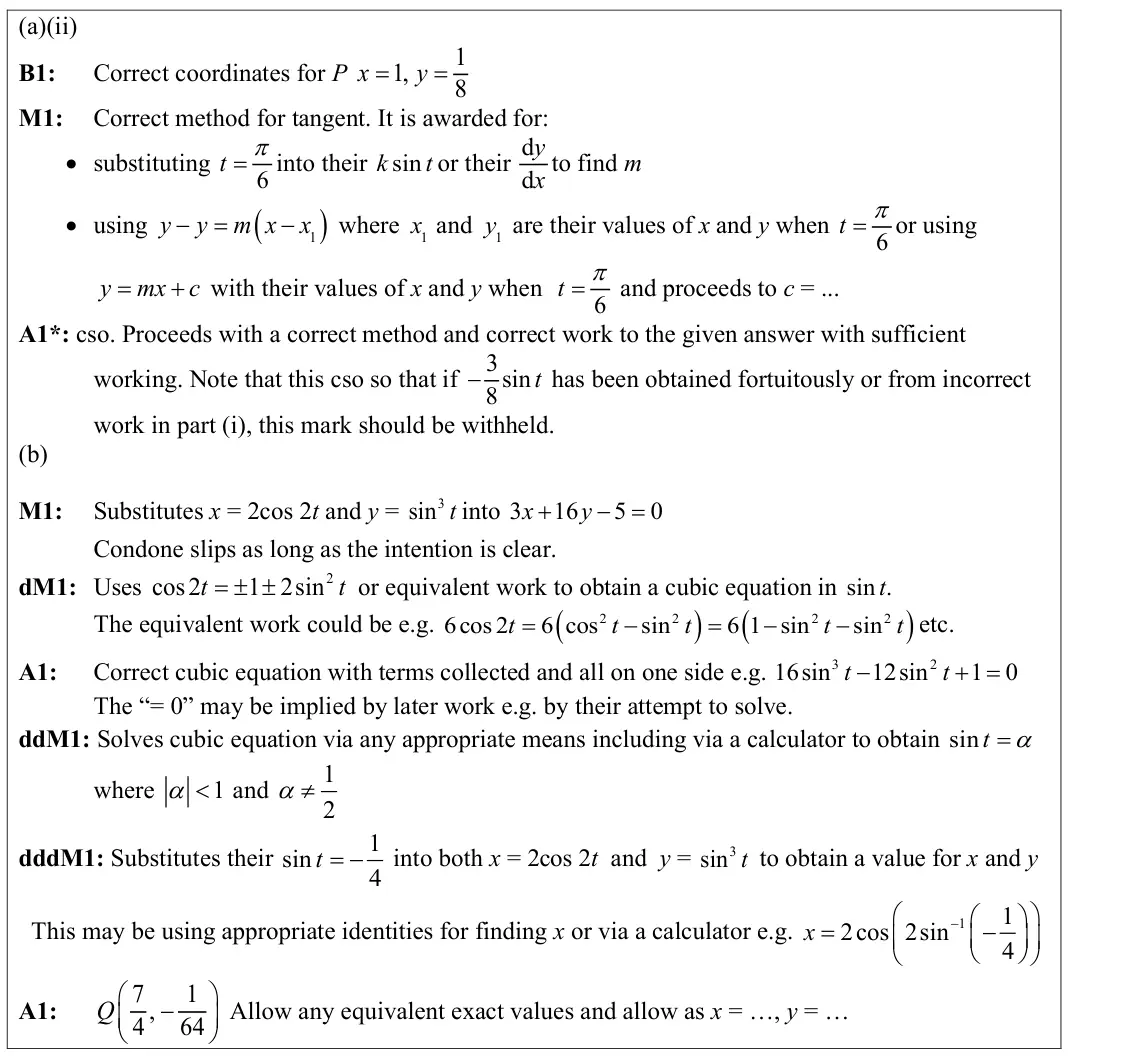 (a)(ii)
B1: Correct coordinates for P x = 1, y = 1/8
M1: Correct method for tangent. It is awarded for:
• substituting t = π/6 into their k sin t or their dy/dx to find m
• using y − y = m(x − x₁) where x₁ and y₁ are their values of x and y when t = π/6 or using
y = mx + c with their values of x and y when t = π/6 and proceeds to c = ...
A1*: cso. Proceeds with a correct method and correct work to the given answer with sufficient
working. Note that this cso so that if −3/8 sin t has been obtained fortuitously or from incorrect
work in part (i), this mark should be withheld.
(b)
M1: Substitutes x = 2cos 2t and y = sin³ t into 3x + 16y − 5 = 0
Condone slips as long as the intention is clear.
dM1: Uses cos 2t = ±1 ± 2sin² t or equivalent work to obtain a cubic equation in sin t.
The equivalent work could be e.g. 6cos 2t = 6(cos² t − sin² t) = 6(1 − sin² t − sin² t) etc.
A1: Correct cubic equation with terms collected and all on one side e.g. 16sin³ t − 12sin² t + 1 = 0
The “= 0” may be implied by later work e.g. by their attempt to solve.
ddM1: Solves cubic equation via any appropriate means including via a calculator to obtain sin t = α
where |α| < 1 and α ≠ 1/2
dddM1: Substitutes their sin t = −1/4 into both x = 2cos 2t and y = sin³ t to obtain a value for x and y
This may be using appropriate identities for finding x or via a calculator e.g. x = 2cos(2sin⁻¹(−1/4))
A1: Q(7/4, −1/64) Allow any equivalent exact values and allow as x = …, y = …